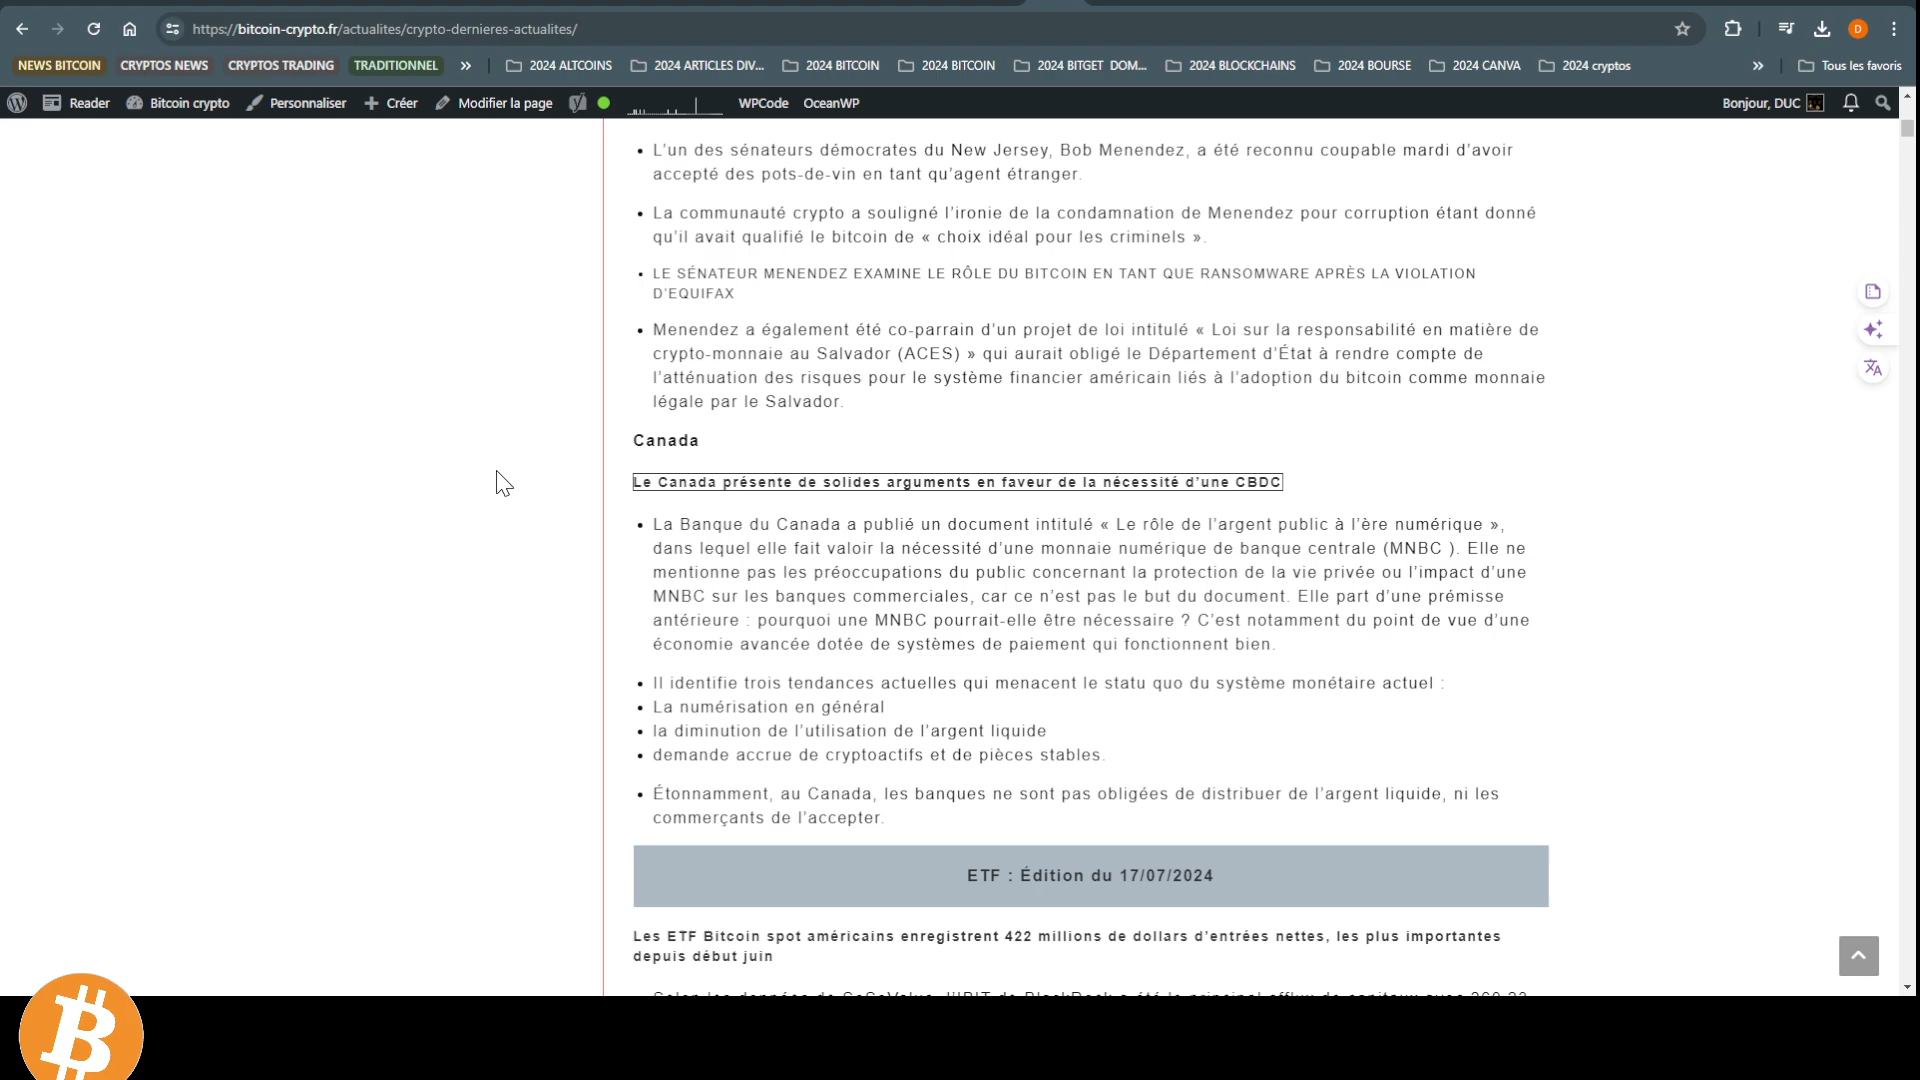 https://bitcoin-crypto.fr/actualites/crypto-dernieres-actualites/
D
NEWS BITCOIN CRYPTOS NEWS CRYPTOS TRADING TRADITIONNEL » 2024 ALTCOINS 2024 ARTICLES DIV... 2024 BITCOIN 2024 BITCOIN 2024 BITGET DOM... 2024 BLOCKCHAINS 2024 BOURSE 2024 CANVA 2024 cryptos » Tous les favoris
Reader Bitcoin crypto Personnaliser Créer Modifier la page WPCode OceanWP Bonjour, DUC
• L’un des sénateurs démocrates du New Jersey, Bob Menendez, a été reconnu coupable mardi d’avoir
accepté des pots-de-vin en tant qu’agent étranger.
• La communauté crypto a souligné l’ironie de la condamnation de Menendez pour corruption étant donné
qu’il avait qualifié le bitcoin de « choix idéal pour les criminels ».
• LE SÉNATEUR MENENDEZ EXAMINE LE RÔLE DU BITCOIN EN TANT QUE RANSOMWARE APRÈS LA VIOLATION
D’EQUIFAX
• Menendez a également été co-parrain d’un projet de loi intitulé « Loi sur la responsabilité en matière de
crypto-monnaie au Salvador (ACES) » qui aurait obligé le Département d’État à rendre compte de
l’atténuation des risques pour le système financier américain liés à l’adoption du bitcoin comme monnaie
légale par le Salvador.
Canada
Le Canada présente de solides arguments en faveur de la nécessité d’une CBDC
• La Banque du Canada a publié un document intitulé « Le rôle de l’argent public à l’ère numérique »,
dans lequel elle fait valoir la nécessité d’une monnaie numérique de banque centrale (MNBC ). Elle ne
mentionne pas les préoccupations du public concernant la protection de la vie privée ou l’impact d’une
MNBC sur les banques commerciales, car ce n’est pas le but du document. Elle part d’une prémisse
antérieure : pourquoi une MNBC pourrait-elle être nécessaire ? C’est notamment du point de vue d’une
économie avancée dotée de systèmes de paiement qui fonctionnent bien.
• Il identifie trois tendances actuelles qui menacent le statu quo du système monétaire actuel :
• La numérisation en général
• la diminution de l’utilisation de l’argent liquide
• demande accrue de cryptoactifs et de pièces stables.
• Étonnamment, au Canada, les banques ne sont pas obligées de distribuer de l’argent liquide, ni les
commerçants de l’accepter.
ETF : Édition du 17/07/2024
Les ETF Bitcoin spot américains enregistrent 422 millions de dollars d’entrées nettes, les plus importantes
depuis début juin